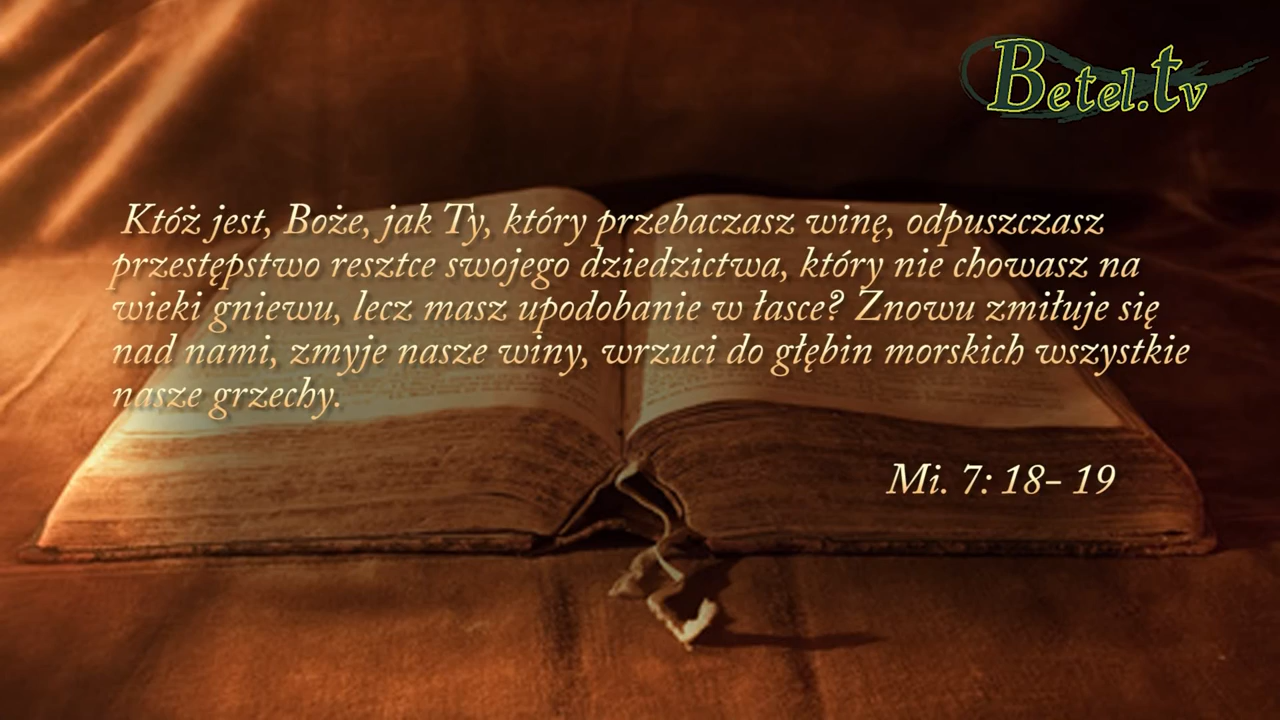 Betel.tv
Któż jest, Boże, jak Ty, który przebaczasz winę, odpuszczasz
przestępstwo resztce swojego dziedzictwa, który nie chowasz na
wieki gniewu, lecz masz upodobanie w łasce? Znowu zmiłuje się
nad nami, zmyje nasze winy, wrzuci do głębin morskich wszystkie
nasze grzechy.
Mi. 7: 18- 19